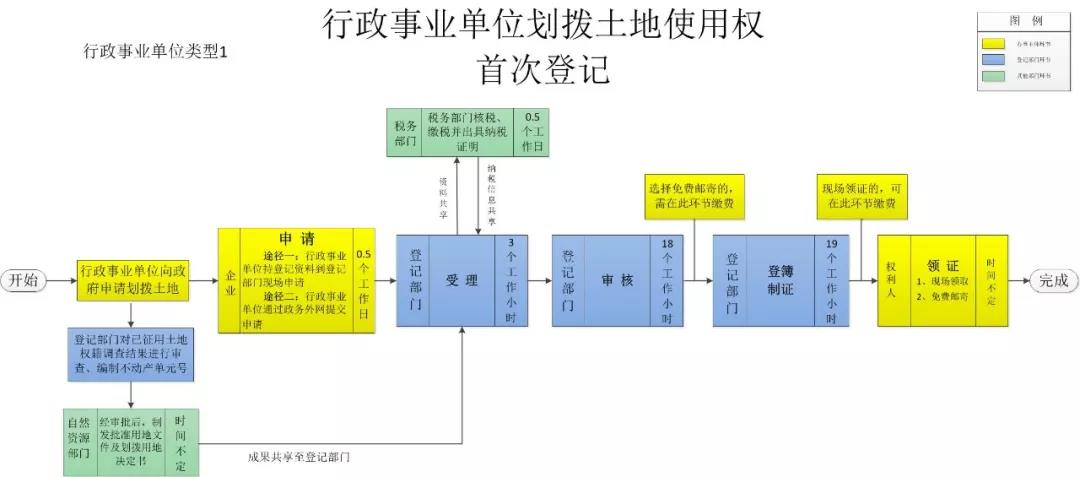 行政事业单位划拨土地使用权
首次登记
行政事业单位类型1
图 例
登记部门环节
其他部门环节
税务
部门
税务部门核税、
缴税并出具纳税
证明
0.5
个工
作日
资料共享
纳税信息共享
选择免费邮寄的，
需在此环节缴费
现场领证的，可
在此环节缴费
开始
行政事业单位向政
府申请划拨土地
企业
申 请
途径一：行政事业
单位持登记资料到登记
部门现场申请
途径二：行政事业
单位通过政务外网提交
申请
0.5
个工作日
登记部门
受 理
3
个工作小时
登记部门
审 核
18
个工作小时
登记部门
登簿
制证
19
个工作小时
权利人
领 证
1、现场领取
2、免费邮寄
时间不定
完成
登记部门对已征用土地
权籍调查结果进行审
查、编制不动产单元号
自然
资源
部门
经审批后，制
发批准用地文
件及划拨用地
决定书
时间不定
成果共享至登记部门